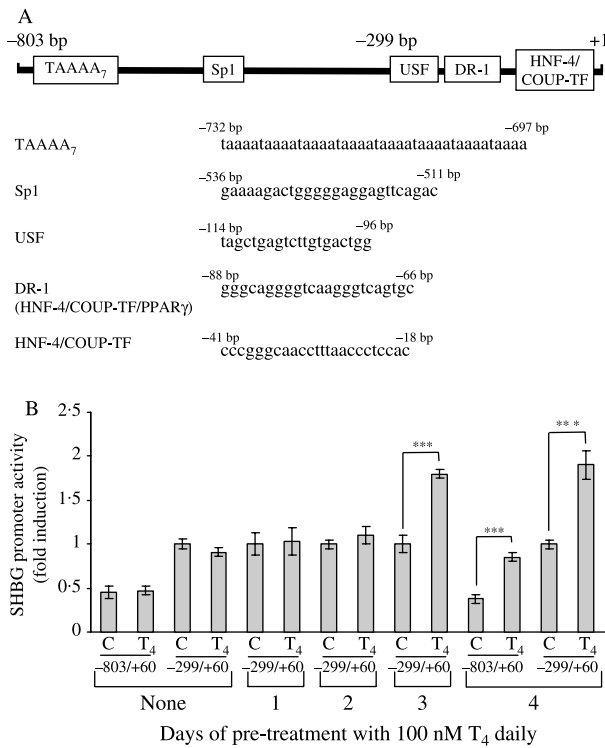 A
−803 bp −299 bp +1
TAAAA7 Sp1 USF DR-1 HNF-4/
COUP-TF
−732 bp −697 bp
TAAAA7 taaaataaaataaaataaaataaaataaaataaaataaaa
−536 bp −511 bp
Sp1 gaaaagactgggggaggagttcagac
−114 bp −96 bp
USF tagctgagtcttgtgactgg
−88 bp −66 bp
DR-1 gggcaggggtcaagggtcagtgc
(HNF-4/COUP-TF/PPARγ)
−41 bp −18 bp
HNF-4/COUP-TF cccgggcaacctttaaccctccac
B
SHBG promoter activity
(fold induction)
2·5
2
1·5
1
0·5
0
*** *** ** *
C T4 C T4 C T4 C T4 C T4 C T4 C T4
−803/+60 −299/+60 −299/+60 −299/+60 −299/+60 −803/+60 −299/+60
None 1 2 3 4
Days of pre-treatment with 100 nM T4 daily